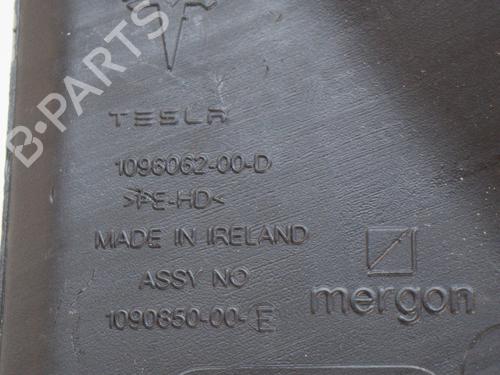 B-PARTS
TESLA
1096062-00-D
>PE-HD<
MADE IN IRELAND
ASSY NO
1090850-00-E
mergon